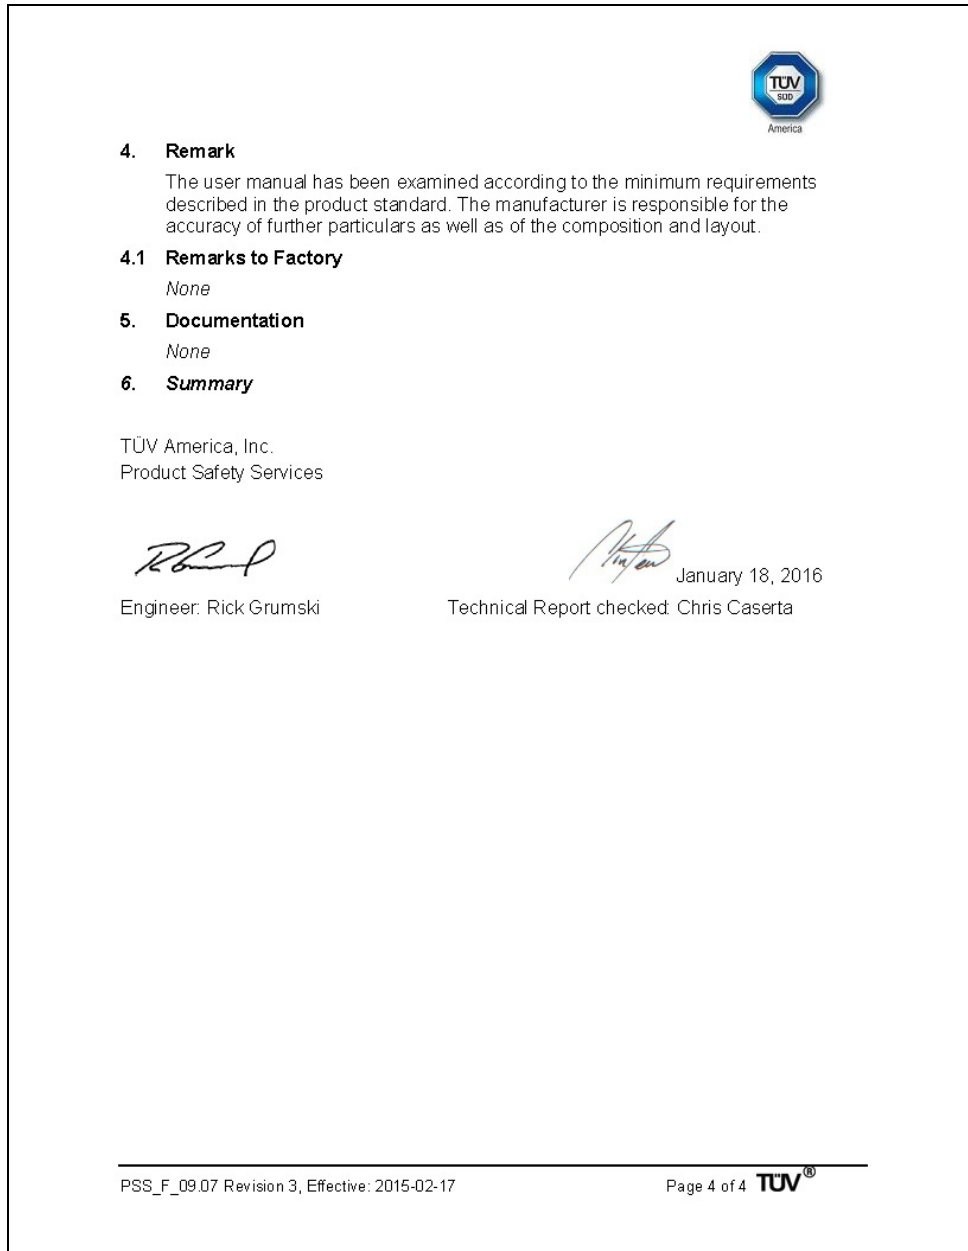 TÜV
SÜD
America
4. Remark
The user manual has been examined according to the minimum requirements
described in the product standard. The manufacturer is responsible for the
accuracy of further particulars as well as of the composition and layout.
4.1 Remarks to Factory
None
5. Documentation
None
6. Summary
TÜV America, Inc.
Product Safety Services
January 18, 2016
Engineer: Rick Grumski Technical Report checked: Chris Caserta
PSS_F_09.07 Revision 3, Effective: 2015-02-17 Page 4 of 4 TÜV®